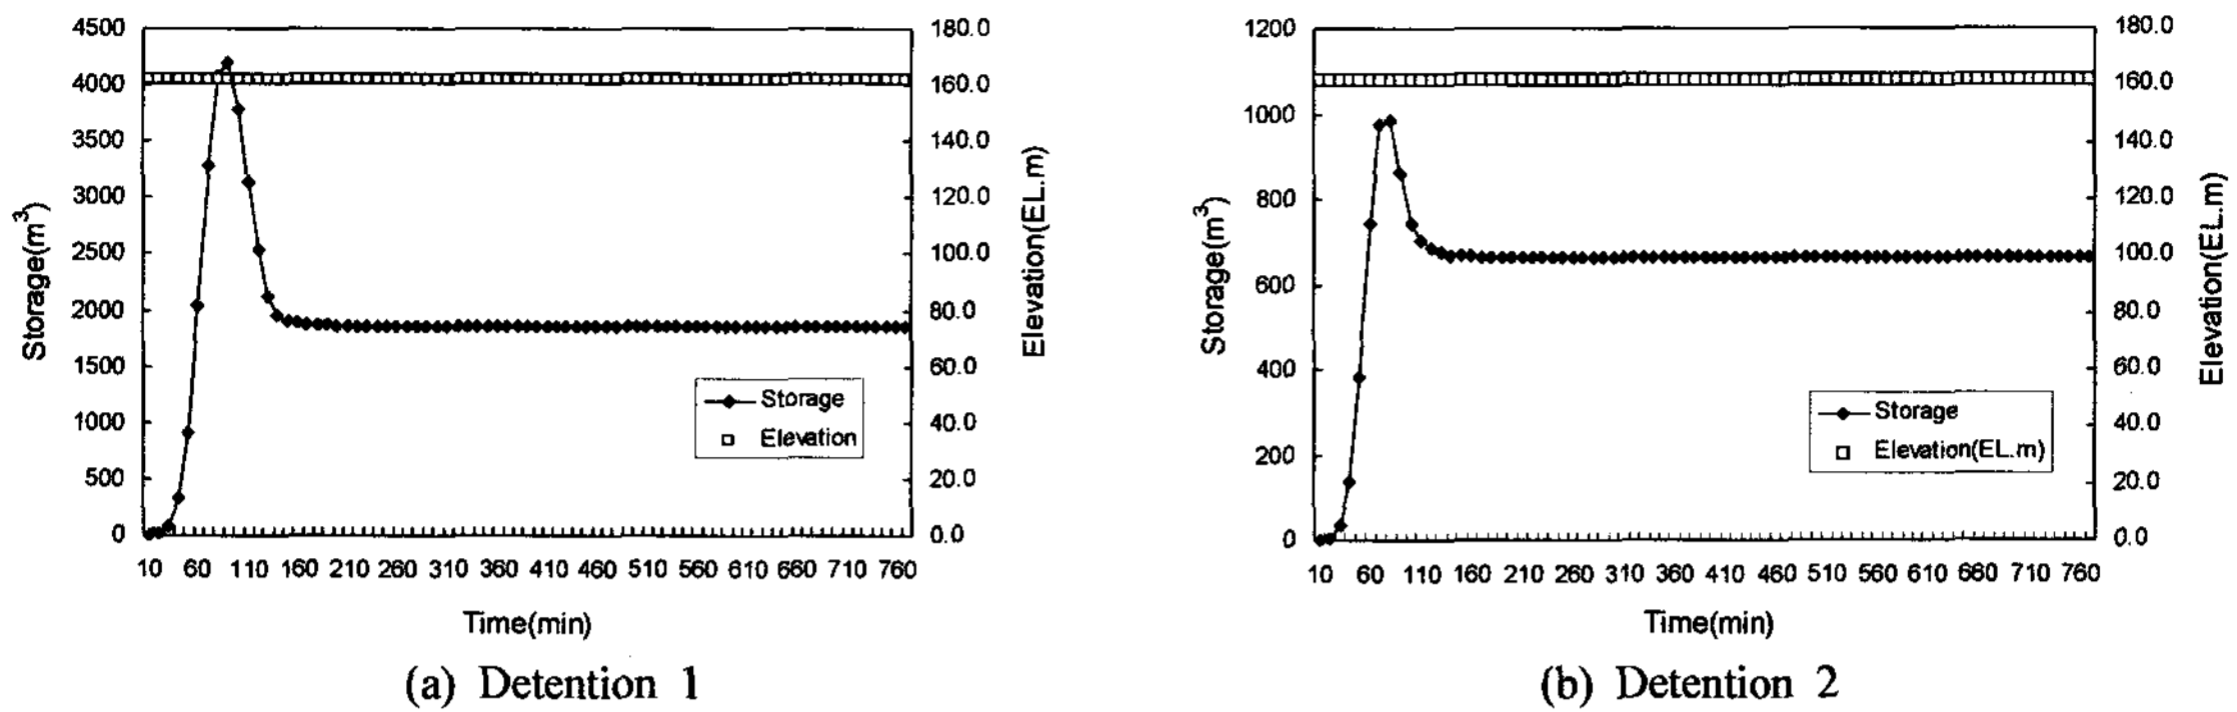 4500
4000
3500
3000
2500
2000
1500
1000
500
0
Storage(m³)
180.0
160.0
140.0
120.0
100.0
80.0
60.0
40.0
20.0
0.0
Elevation(EL.m)
Storage
Elevation
10 60 110 160 210 260 310 360 410 460 510 560 610 660 710 760
Time(min)
(a) Detention 1
1200
1000
800
600
400
200
0
Storage(m³)
180.0
160.0
140.0
120.0
100.0
80.0
60.0
40.0
20.0
0.0
Elevation(EL.m)
Storage
Elevation(EL.m)
10 60 110 160 210 260 310 360 410 460 510 560 610 660 710 760
Time(min)
(b) Detention 2